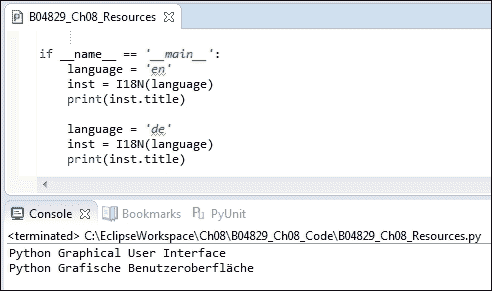 B04829_Ch08_Resources
if __name__ == '__main__':
language = 'en'
inst = I18N(language)
print(inst.title)
language = 'de'
inst = I18N(language)
print(inst.title)
Console Bookmarks PyUnit
<terminated> C:\EclipseWorkspace\Ch08\B04829_Ch08_Code\B04829_Ch08_Resources.py
Python Graphical User Interface
Python Grafische Benutzeroberfläche